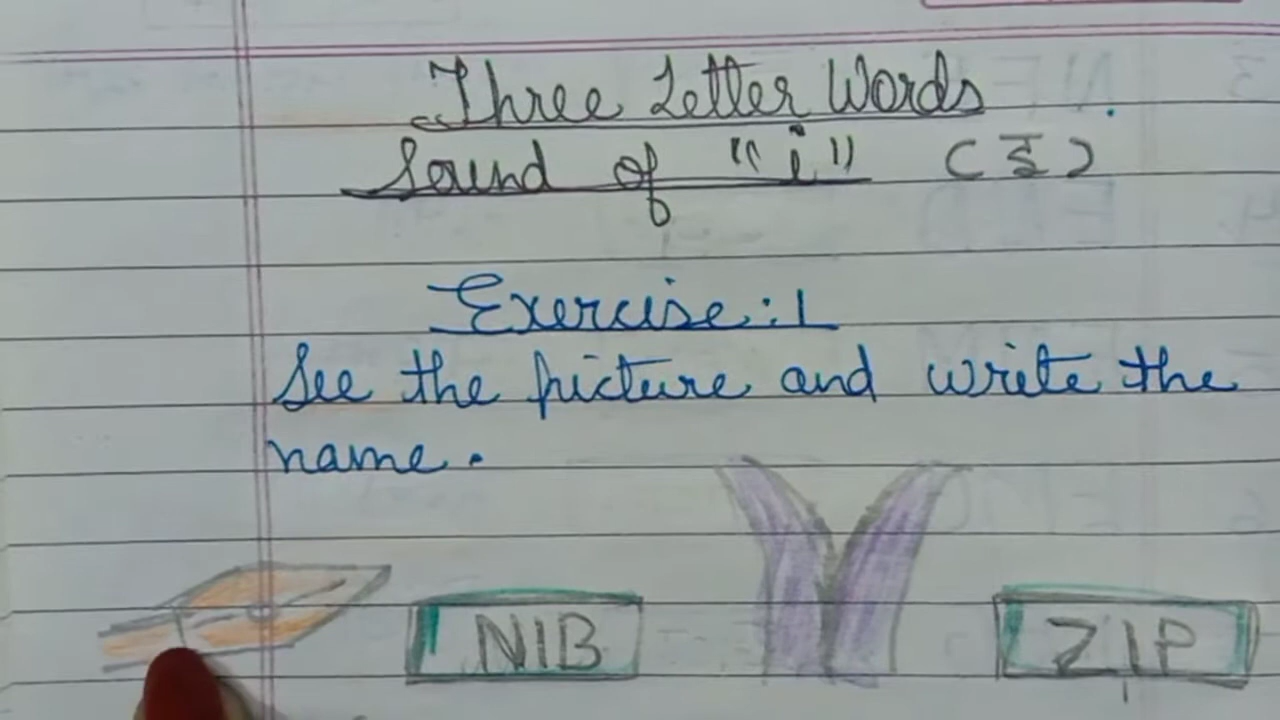 Three Letter Words
Sound of "i" (इ)
Exercise:1
See the picture and write the
name.
NIB ZIP